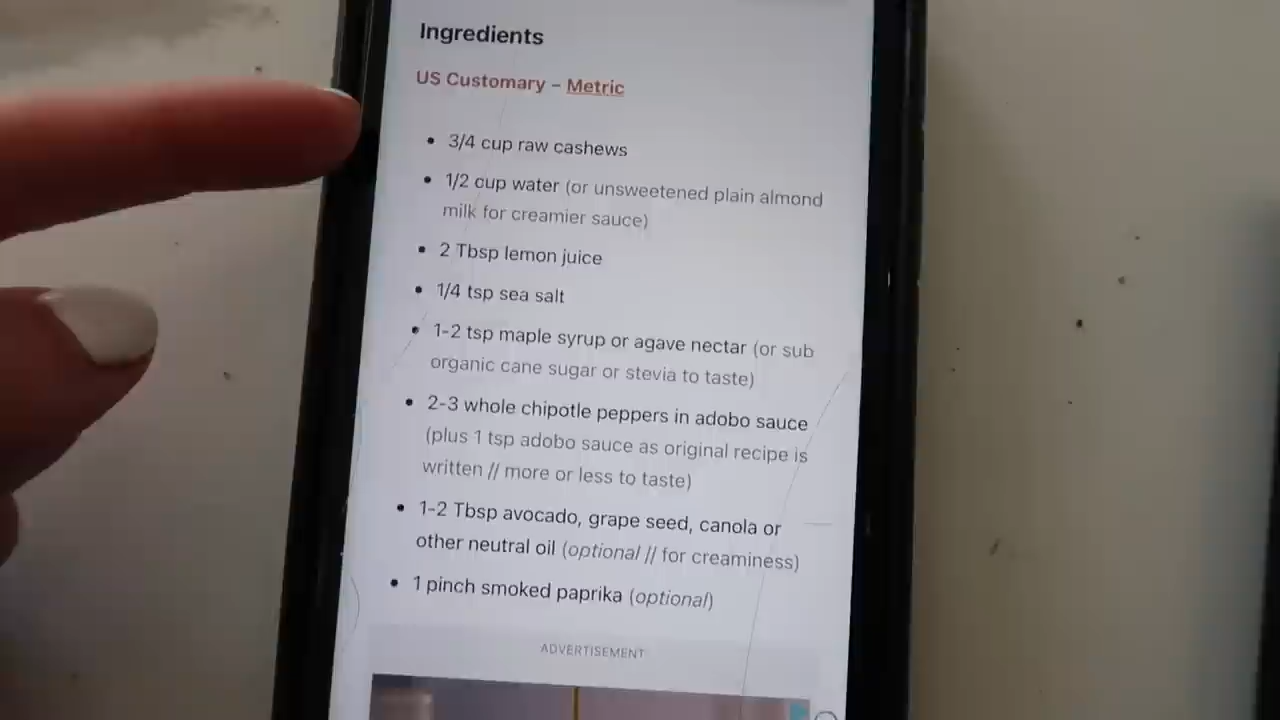 Ingredients
US Customary – Metric
• 3/4 cup raw cashews
• 1/2 cup water (or unsweetened plain almond
milk for creamier sauce)
• 2 Tbsp lemon juice
• 1/4 tsp sea salt
• 1-2 tsp maple syrup or agave nectar (or sub
organic cane sugar or stevia to taste)
• 2-3 whole chipotle peppers in adobo sauce
(plus 1 tsp adobo sauce as original recipe is
written // more or less to taste)
• 1-2 Tbsp avocado, grape seed, canola or
other neutral oil (optional // for creaminess)
• 1 pinch smoked paprika (optional)
ADVERTISEMENT